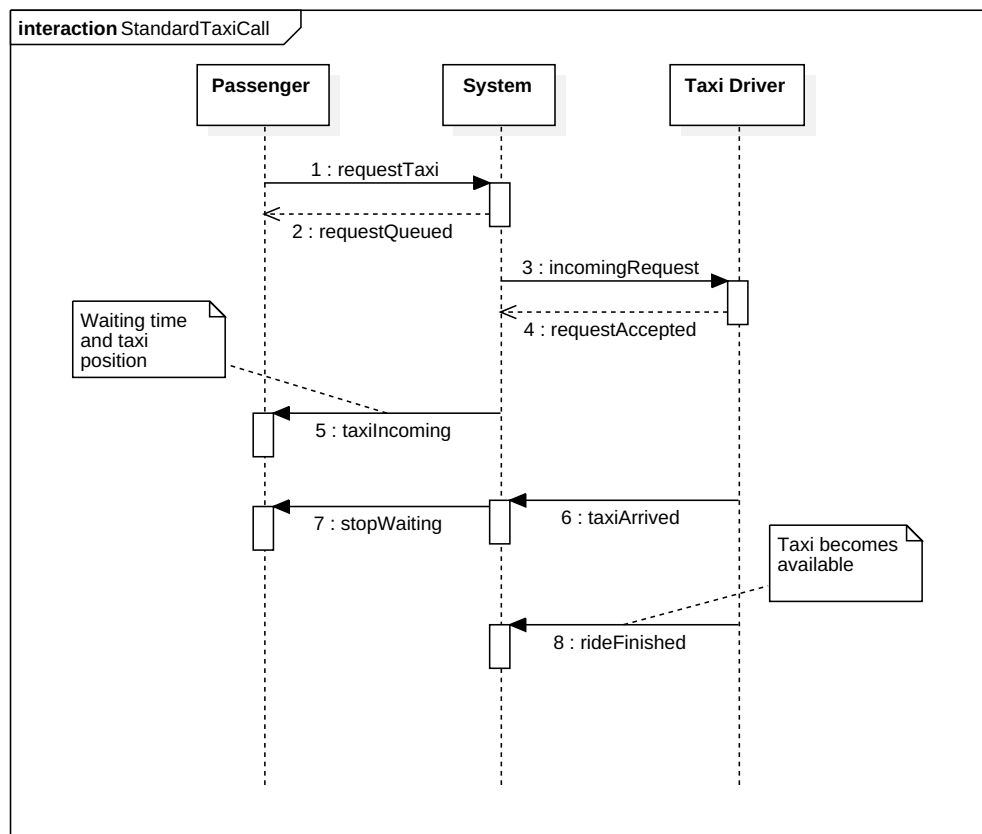 interaction StandardTaxiCall
Passenger
System
Taxi Driver
1 : requestTaxi
2 : requestQueued
3 : incomingRequest
4 : requestAccepted
Waiting time
and taxi
position
5 : taxiIncoming
6 : taxiArrived
7 : stopWaiting
Taxi becomes
available
8 : rideFinished